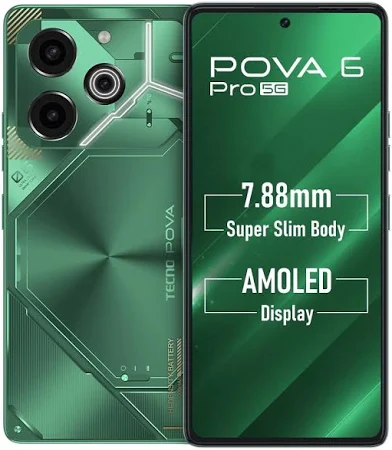 POVA 6
Pro 5G
7.88mm
Super Slim Body
AMOLED
Display
TECNO POVA